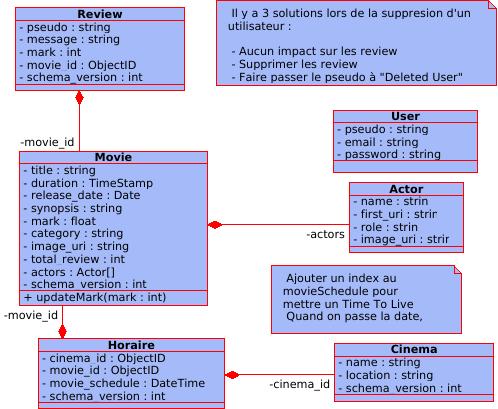 Review
- pseudo : string
- message : string
- mark : int
- movie_id : ObjectID
- schema_version : int
Il y a 3 solutions lors de la suppresion d'un
utilisateur :
- Aucun impact sur les review
- Supprimer les review
- Faire passer le pseudo à "Deleted User"
-movie_id
User
- pseudo : string
- email : string
- password : string
Movie
- title : string
- duration : TimeStamp
- release_date : Date
- synopsis : string
- mark : float
- category : string
- image_uri : string
- total_review : int
- actors : Actor[]
- schema_version : int
+ updateMark(mark : int)
Actor
- name : strin
- first_uri : strir
- role : strin
- image_uri : strir
-actors
Ajouter un index au
movieSchedule pour
mettre un Time To Live
Quand on passe la date,
-movie_id
Horaire
- cinema_id : ObjectID
- movie_id : ObjectID
- movie_schedule : DateTime
- schema_version : int
-cinema_id
Cinema
- name : string
- location : string
- schema_version : int